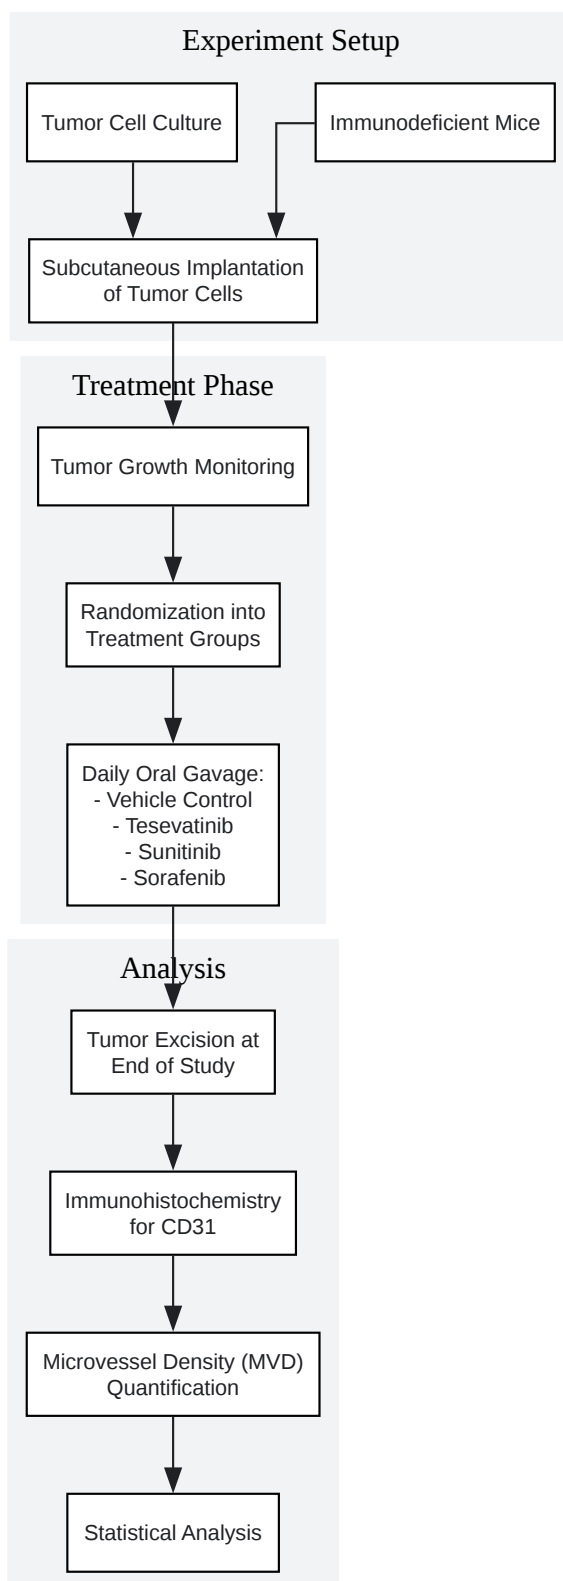 Experiment Setup
Tumor Cell Culture
Immunodeficient Mice
Subcutaneous Implantation
of Tumor Cells
Treatment Phase
Tumor Growth Monitoring
Randomization into
Treatment Groups
Daily Oral Gavage:
- Vehicle Control
- Tesevatinib
- Sunitinib
- Sorafenib
Analysis
Tumor Excision at
End of Study
Immunohistochemistry
for CD31
Microvessel Density (MVD)
Quantification
Statistical Analysis